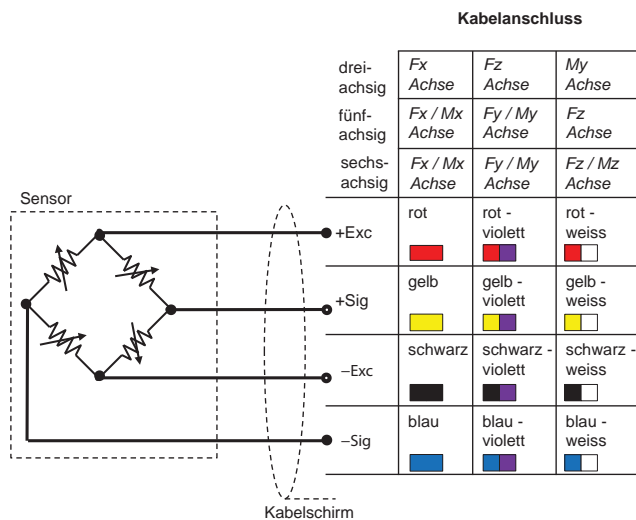 Kabelanschluss
drei-
achsig
Fx
Achse
Fz
Achse
My
Achse
fünf-
achsig
Fx / Mx
Achse
Fy / My
Achse
Fz
Achse
sechs-
achsig
Fx / Mx
Achse
Fy / My
Achse
Fz / Mz
Achse
Sensor
+Exc
rot
rot -
violett
rot -
weiss
+Sig
gelb
gelb -
violett
gelb -
weiss
−Exc
schwarz
schwarz -
violett
schwarz -
weiss
−Sig
blau
blau -
violett
blau -
weiss
Kabelschirm